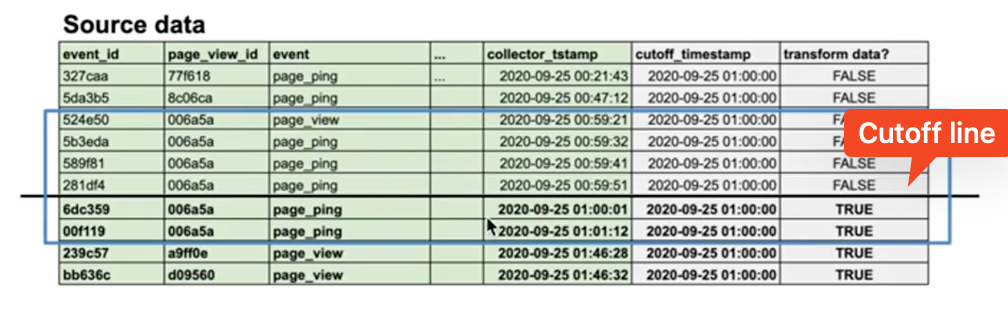 Source data
event_id page_view_id event ... collector_tstamp cutoff_timestamp transform data?
327caa 77f618 page_ping ... 2020-09-25 00:21:43 2020-09-25 01:00:00 FALSE
5da3b5 8c06ca page_ping 2020-09-25 00:47:12 2020-09-25 01:00:00 FALSE
524e50 006a5a page_view 2020-09-25 00:59:21 2020-09-25 01:00:00
5b3eda 006a5a page_ping 2020-09-25 00:59:32 2020-09-25 01:00:00
Cutoff line
589f81 006a5a page_ping 2020-09-25 00:59:41 2020-09-25 01:00:00 FALSE
281df4 006a5a page_ping 2020-09-25 00:59:51 2020-09-25 01:00:00 FALSE
6dc359 006a5a page_ping 2020-09-25 01:00:01 2020-09-25 01:00:00 TRUE
00f119 006a5a page_ping 2020-09-25 01:01:12 2020-09-25 01:00:00 TRUE
239c57 a9ff0e page_view 2020-09-25 01:46:28 2020-09-25 01:00:00 TRUE
bb636c d09560 page_view 2020-09-25 01:46:32 2020-09-25 01:00:00 TRUE